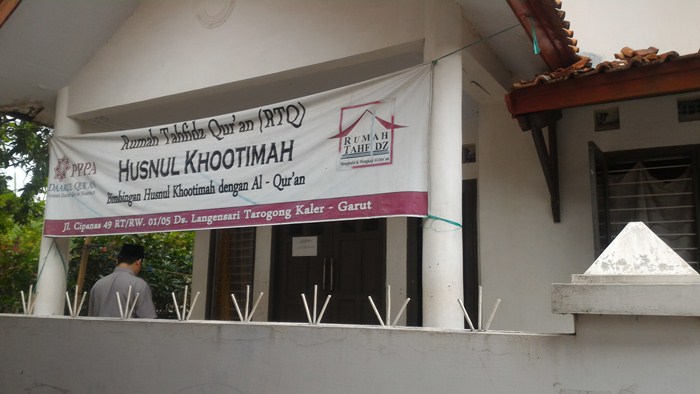 Rumah Tahfidz Qur'an (RTQ)
HUSNUL KHOOTIMAH
Bimbingan Husnul Khootimah dengan Al - Qur'an
Jl. Cipanas 49 RT/RW. 01/05 Ds. Langensari Tarogong Kaler - Garut
PPPA
DAARUL QUR'AN
RUMAH
TAHFIDZ